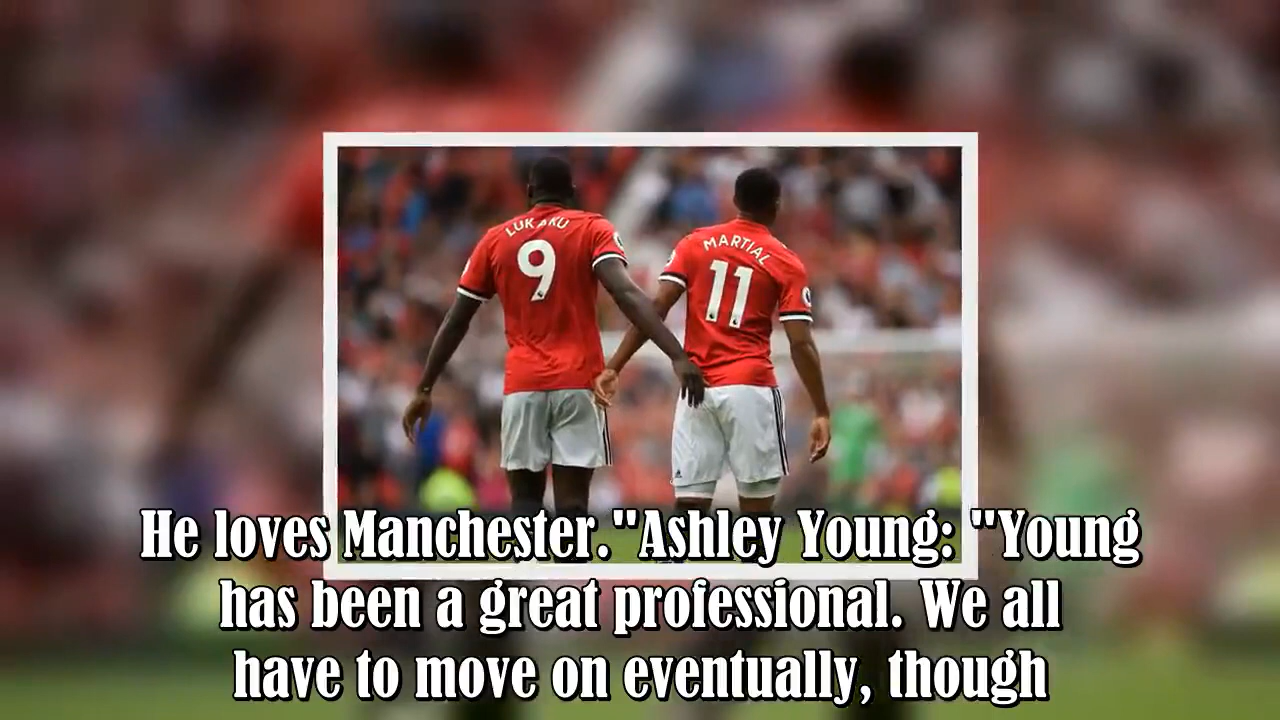 LUKAKU
9
MARTIAL
11
He loves Manchester."Ashley Young: "Young
has been a great professional. We all
have to move on eventually, though